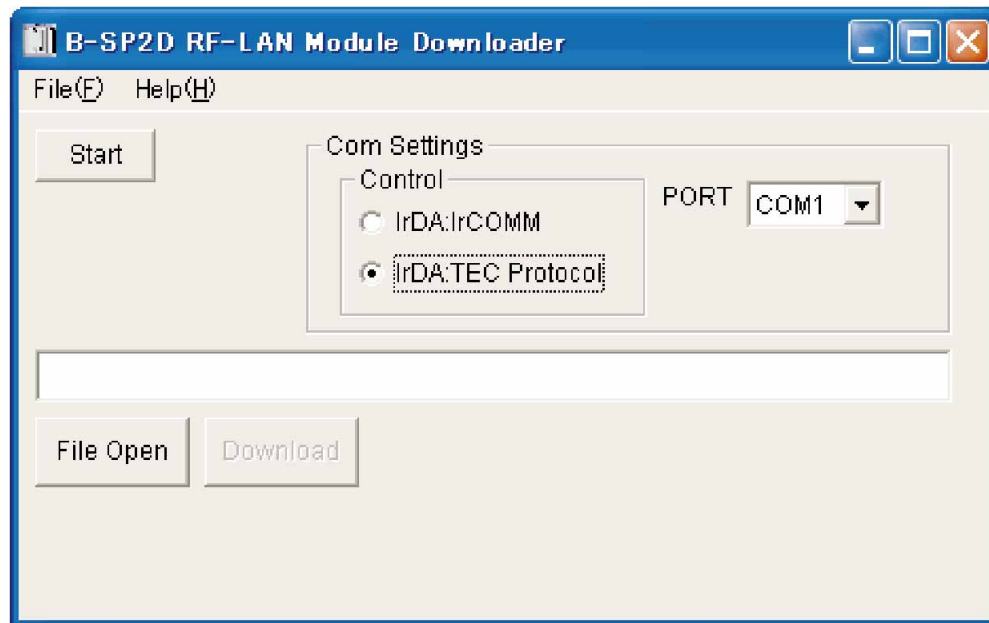 B-SP2D RF-LAN Module Downloader
File(F) Help(H)
Start
Com Settings
Control
IrDA:IrCOMM
IrDA:TEC Protocol
PORT COM1
File Open
Download